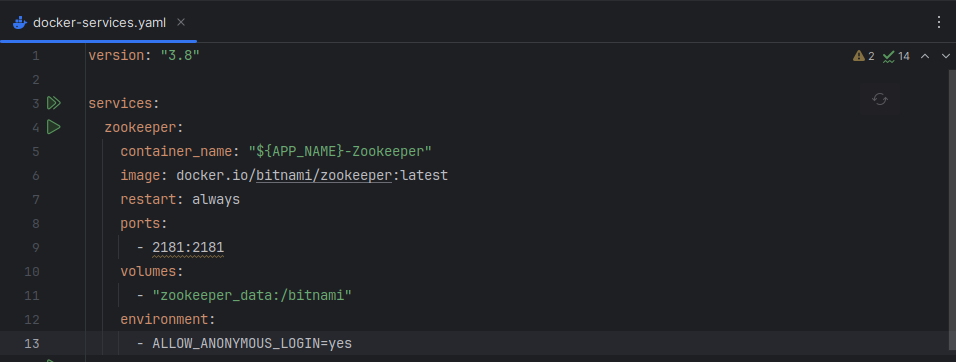 docker-services.yaml
2 14
1 version: "3.8"
2
3 services:
4   zookeeper:
5     container_name: "${APP_NAME}-Zookeeper"
6     image: docker.io/bitnami/zookeeper:latest
7     restart: always
8     ports:
9       - 2181:2181
10     volumes:
11       - "zookeeper_data:/bitnami"
12     environment:
13       - ALLOW_ANONYMOUS_LOGIN=yes